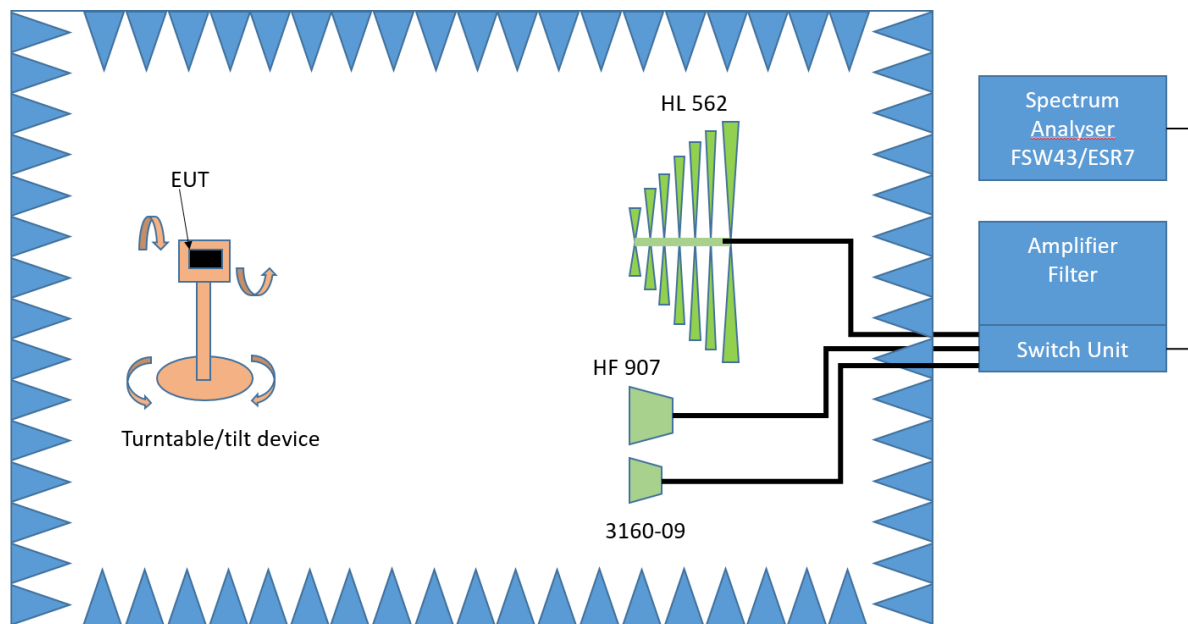 HL 562
Spectrum
Analyser
FSW43/ESR7
EUT
Amplifier
Filter
Switch Unit
HF 907
Turntable/tilt device
3160-09